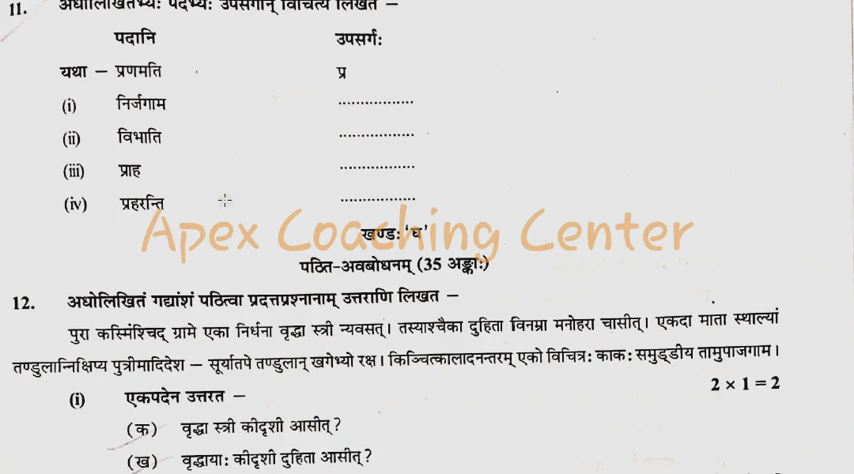 11. अधोलिखितेभ्यः पदेभ्यः उपसर्गान् विचित्य लिखत –
पदानि उपसर्गः
यथा – प्रणमति प्र
(i) निर्जगाम ..................
(ii) विभाति ..................
(iii) प्राह ..................
(iv) प्रहरन्ति ..................
Apex Coaching Center
खण्डः 'घ'
पठित-अवबोधनम् (35 अङ्काः)
12. अधोलिखितं गद्यांशं पठित्वा प्रदत्तप्रश्नानाम् उत्तराणि लिखत –
पुरा कस्मिंश्चिद् ग्रामे एका निर्धना वृद्धा स्त्री न्यवसत्। तस्याश्चैका दुहिता विनम्रा मनोहरा चासीत्। एकदा माता स्थाल्यां
तण्डुलान्निक्षिप्य पुत्रीमादिदेश – सूर्यातपे तण्डुलान् खगेभ्यो रक्ष। किञ्चित्कालादनन्तरम् एको विचित्रः काकः समुड्डीय तामुपाजगाम।
(i) एकपदेन उत्तरत – 2 × 1 = 2
(क) वृद्धा स्त्री कीदृशी आसीत्?
(ख) वृद्धायाः कीदृशी दुहिता आसीत्?